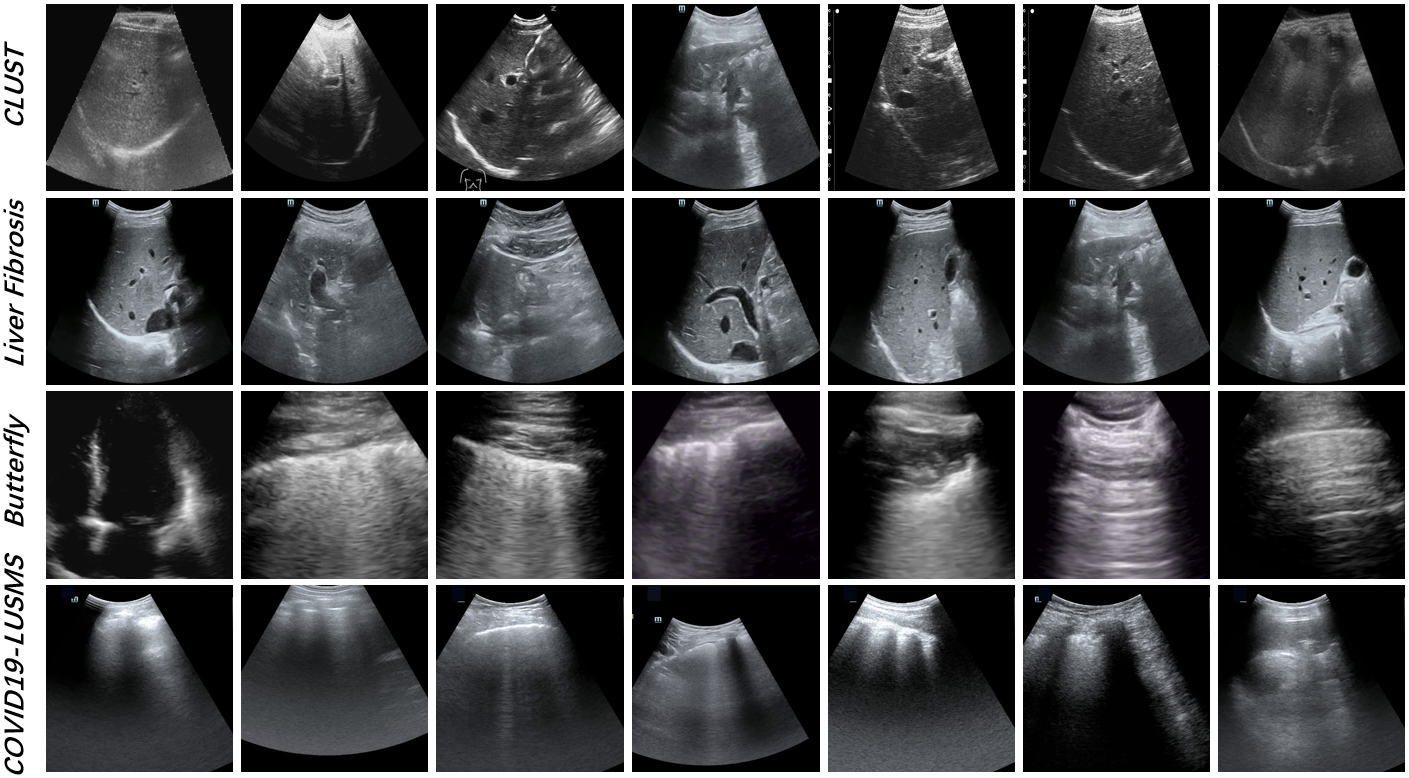 CLUST
Liver Fibrosis
Butterfly
COVID19-LUSMS